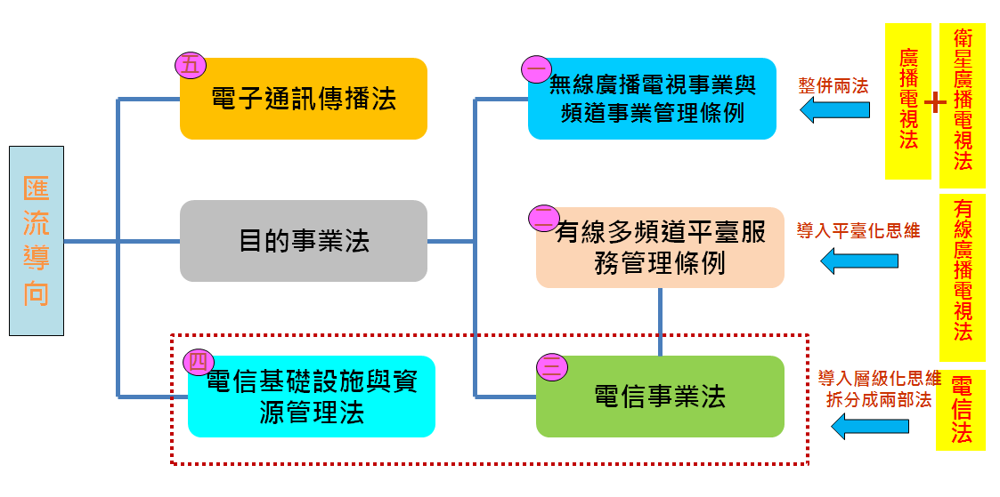 匯流導向
五
電子通訊傳播法
目的事業法
四
電信基礎設施與資
源管理法
一
無線廣播電視事業與
頻道事業管理條例
二
有線多頻道平臺服
務管理條例
三
電信事業法
整併兩法
廣播電視法
+
衛星廣播電視法
導入平臺化思維
有線廣播電視法
導入層級化思維
拆分成兩部法
電信法